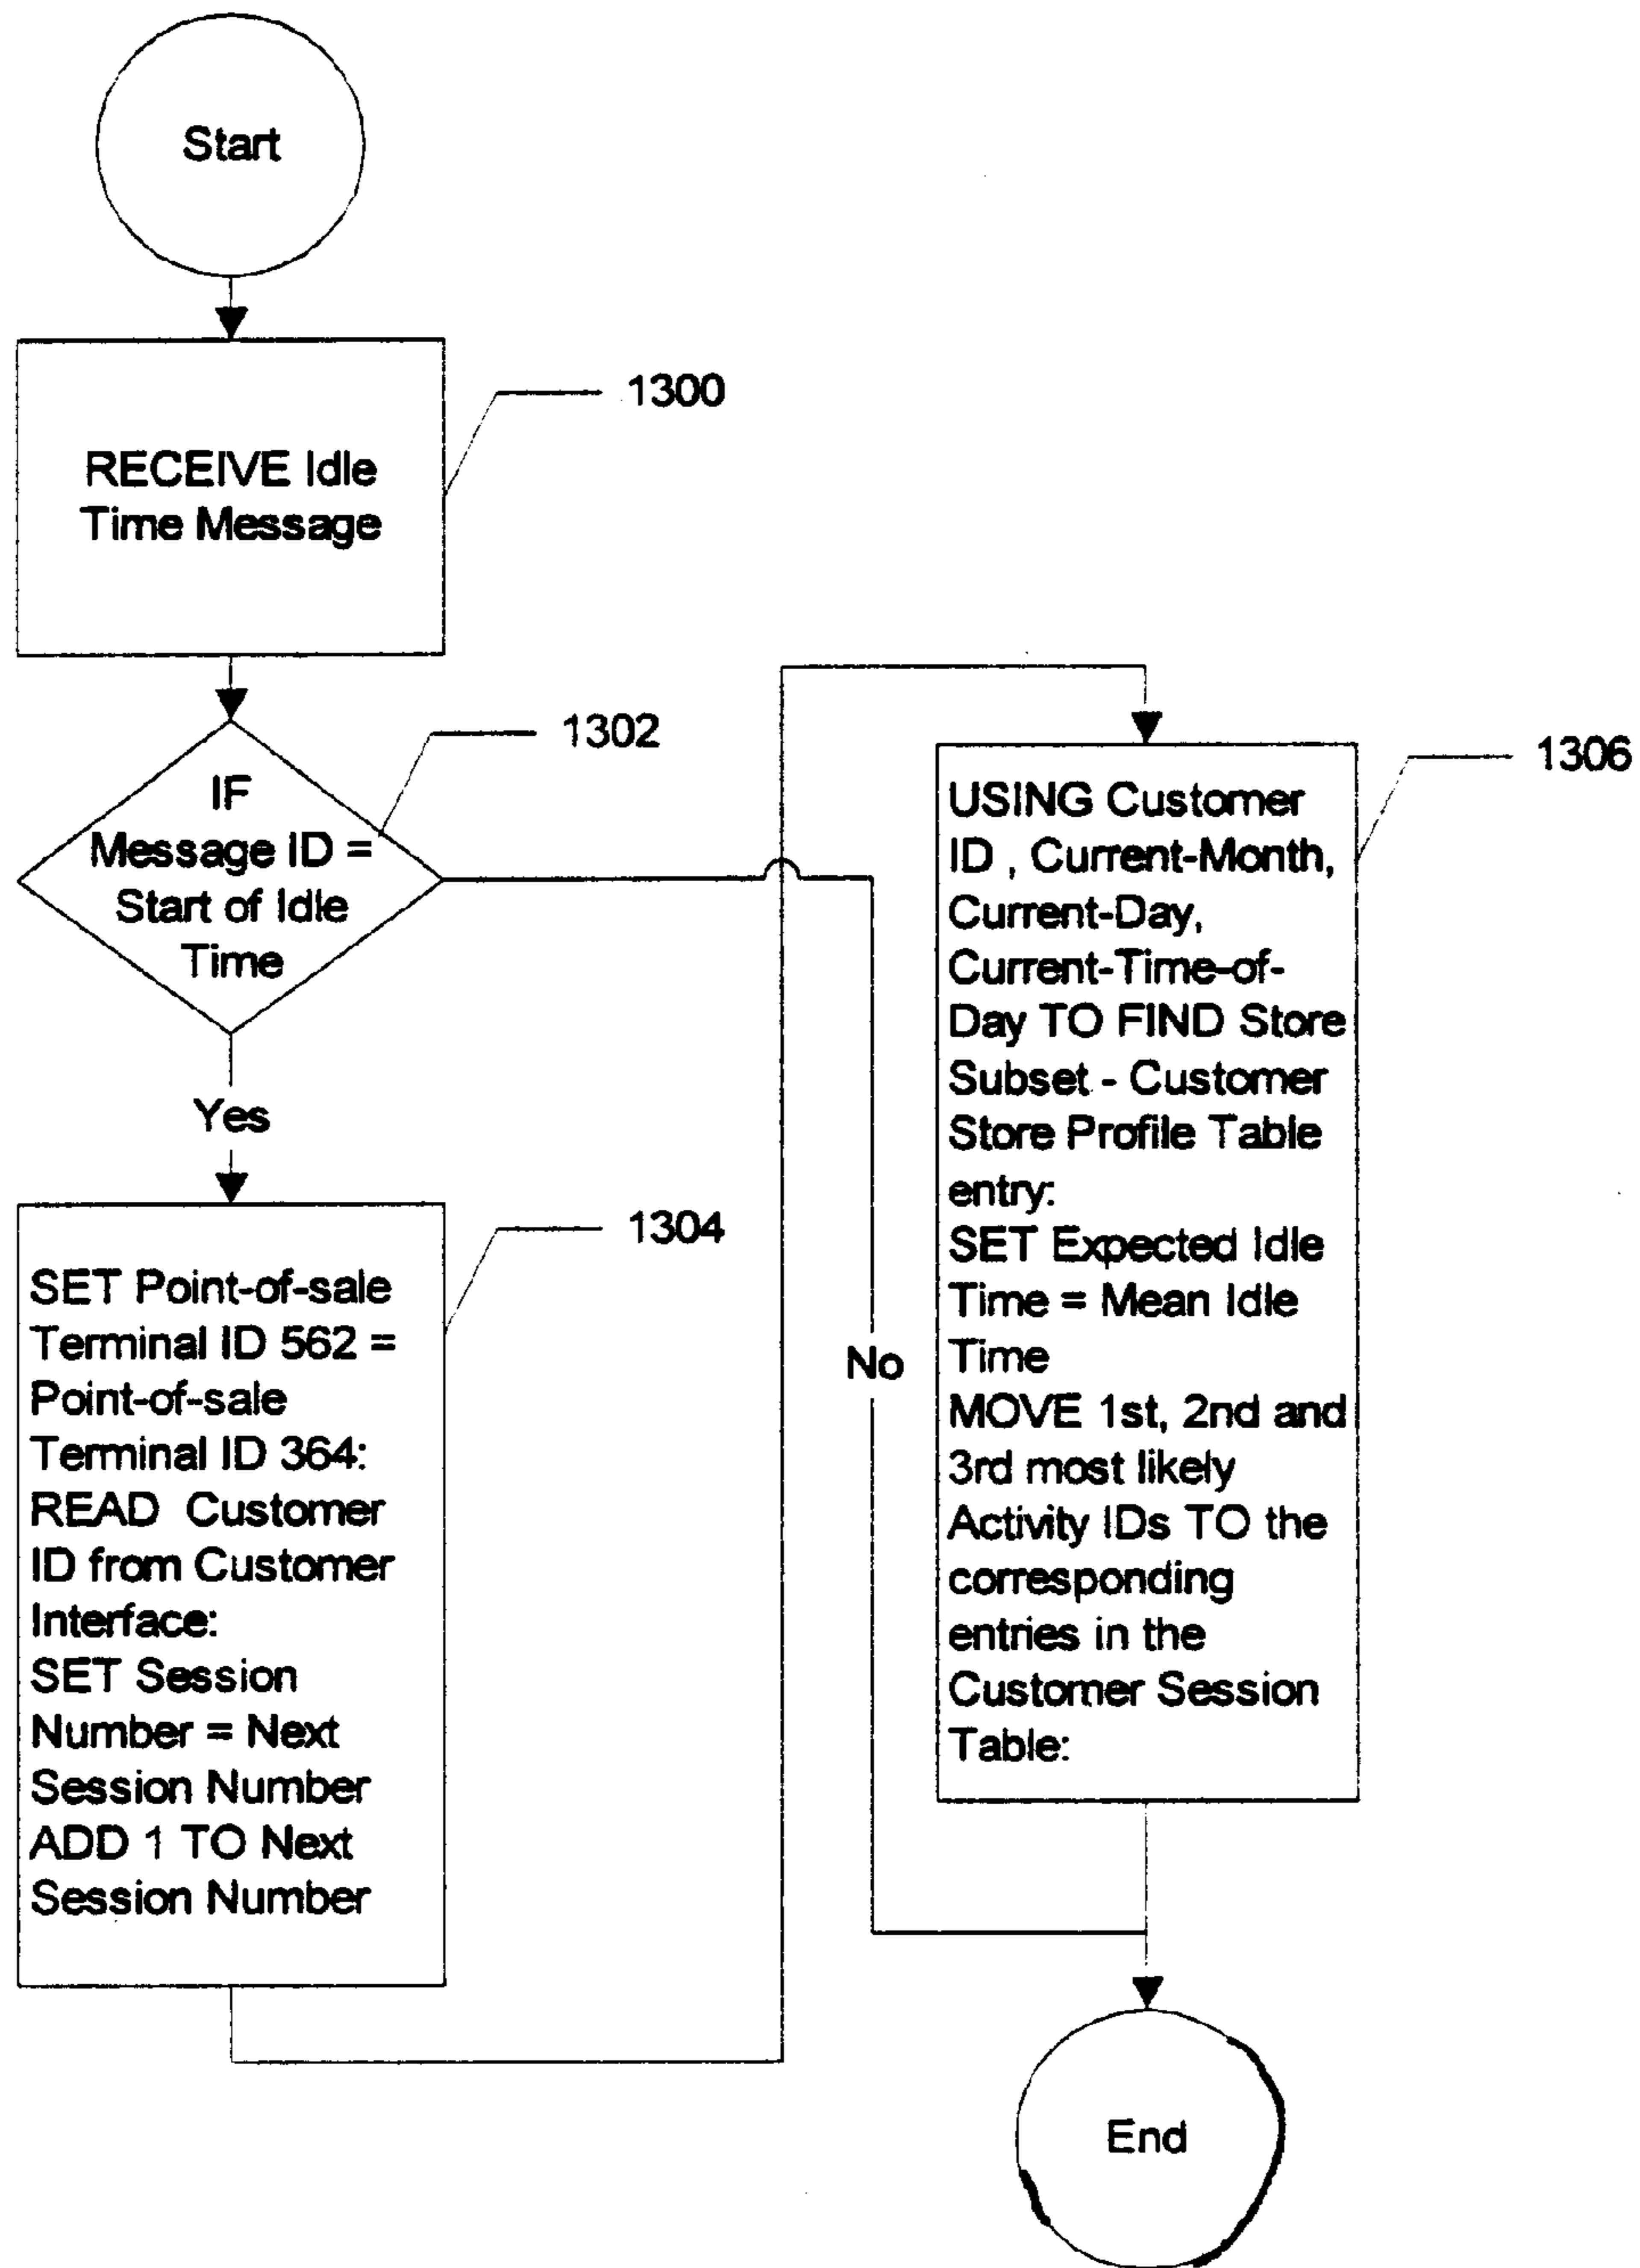 Start
RECEIVE Idle
Time Message
1300
IF
Message ID =
Start of Idle
Time
1302
Yes
No
SET Point-of-sale
Terminal ID 562 =
Point-of-sale
Terminal ID 364:
READ Customer
ID from Customer
Interface:
SET Session
Number = Next
Session Number
ADD 1 TO Next
Session Number
1304
USING Customer
ID , Current-Month,
Current-Day,
Current-Time-of-
Day TO FIND Store
Subset - Customer
Store Profile Table
entry:
SET Expected Idle
Time = Mean Idle
Time
MOVE 1st, 2nd and
3rd most likely
Activity IDs TO the
corresponding
entries in the
Customer Session
Table:
1306
End